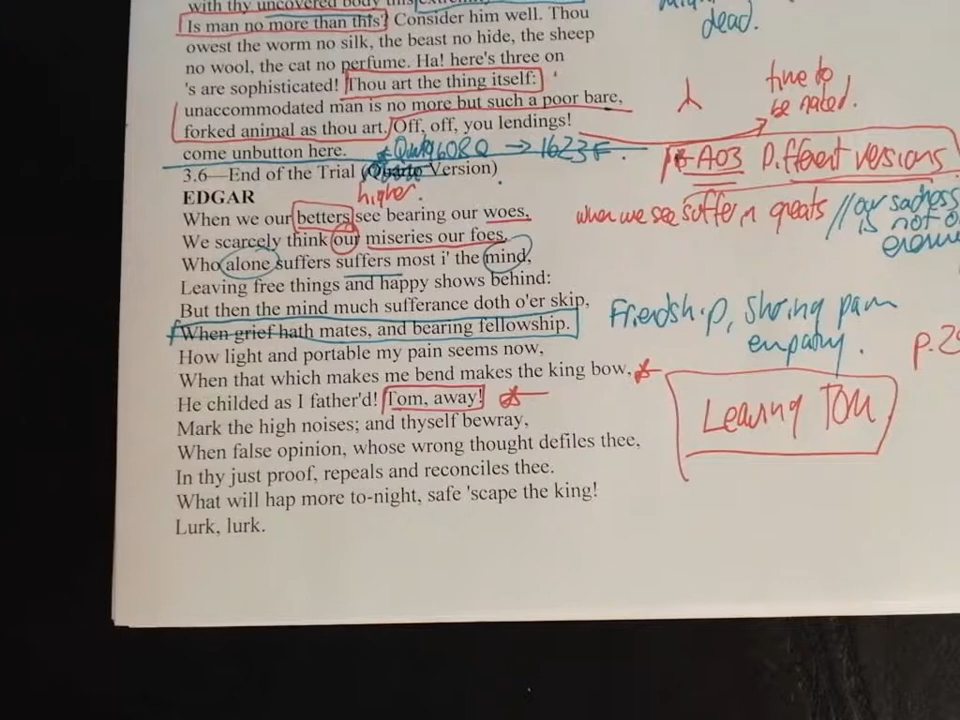 with thy uncovered body this
Is man no more than this? Consider him well. Thou
owest the worm no silk, the beast no hide, the sheep
no wool, the cat no perfume. Ha! here's three on
's are sophisticated! Thou art the thing itself:
unaccommodated man is no more but such a poor bare,
forked animal as thou art. Off, off, you lendings!
come unbutton here.
dead.
time to
be naked.
1608 Q → 1623 F
3.6—End of the Trial (Quarto Version)
AO3 Different versions
higher.
EDGAR
When we our betters see bearing our woes,
We scarcely think our miseries our foes.
Who alone suffers suffers most i' the mind,
Leaving free things and happy shows behind:
But then the mind much sufferance doth o'er skip,
When grief hath mates, and bearing fellowship.
How light and portable my pain seems now,
When that which makes me bend makes the king bow,
He childed as I father'd! Tom, away!
Mark the high noises; and thyself bewray,
When false opinion, whose wrong thought defiles thee,
In thy just proof, repeals and reconciles thee.
What will hap more to-night, safe 'scape the king!
Lurk, lurk.
when we see suffer in greats
//our sadness
is not
Friendship, sharing pain
empathy.
Leaving Tom